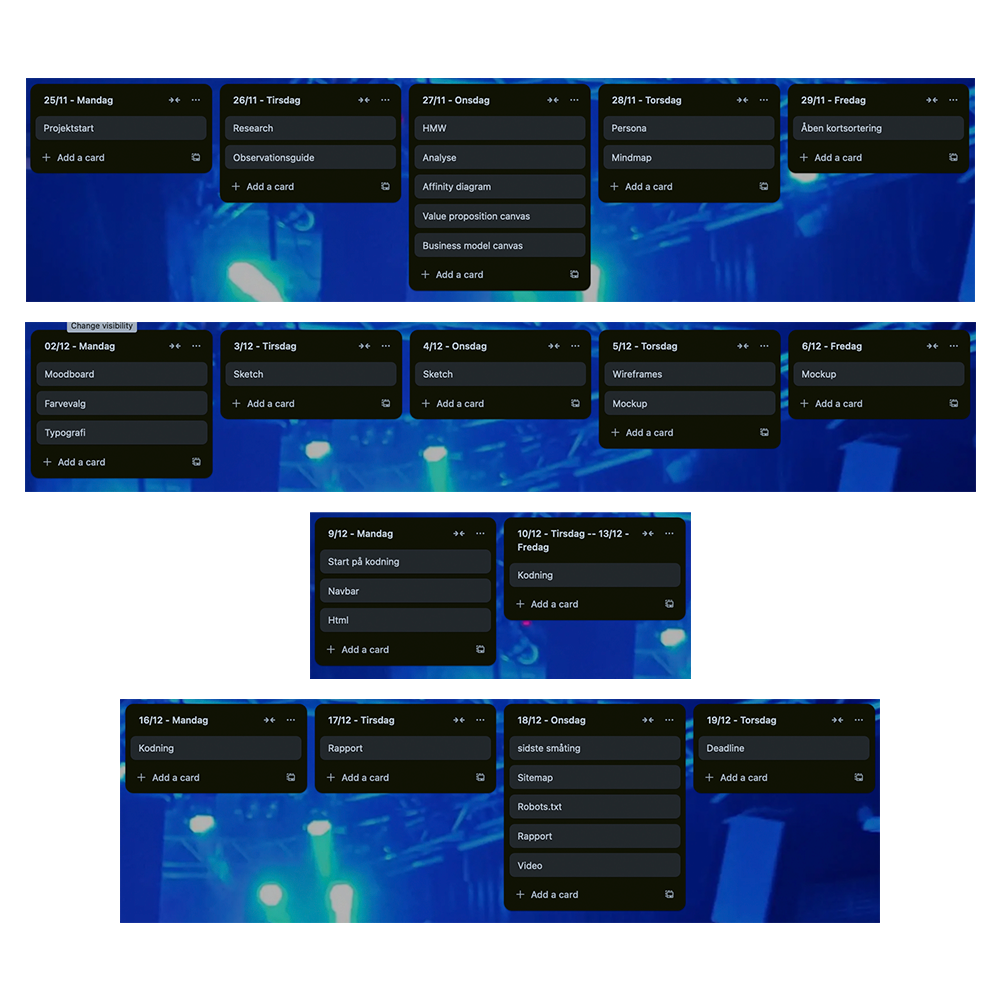 25/11 - Mandag
Projektstart
Add a card
26/11 - Tirsdag
Research
Observationsguide
Add a card
27/11 - Onsdag
HMW
Analyse
Affinity diagram
Value proposition canvas
Business model canvas
Add a card
28/11 - Torsdag
Persona
Mindmap
Add a card
29/11 - Fredag
Åben kortsortering
Add a card
Change visibility
02/12 - Mandag
Moodboard
Farvevalg
Typografi
Add a card
3/12 - Tirsdag
Sketch
Add a card
4/12 - Onsdag
Sketch
Add a card
5/12 - Torsdag
Wireframes
Mockup
Add a card
6/12 - Fredag
Mockup
Add a card
9/12 - Mandag
Start på kodning
Navbar
Html
Add a card
10/12 - Tirsdag -- 13/12 -
Fredag
Kodning
Add a card
16/12 - Mandag
Kodning
Add a card
17/12 - Tirsdag
Rapport
Add a card
18/12 - Onsdag
sidste småting
Sitemap
Robots.txt
Rapport
Video
Add a card
19/12 - Torsdag
Deadline
Add a card